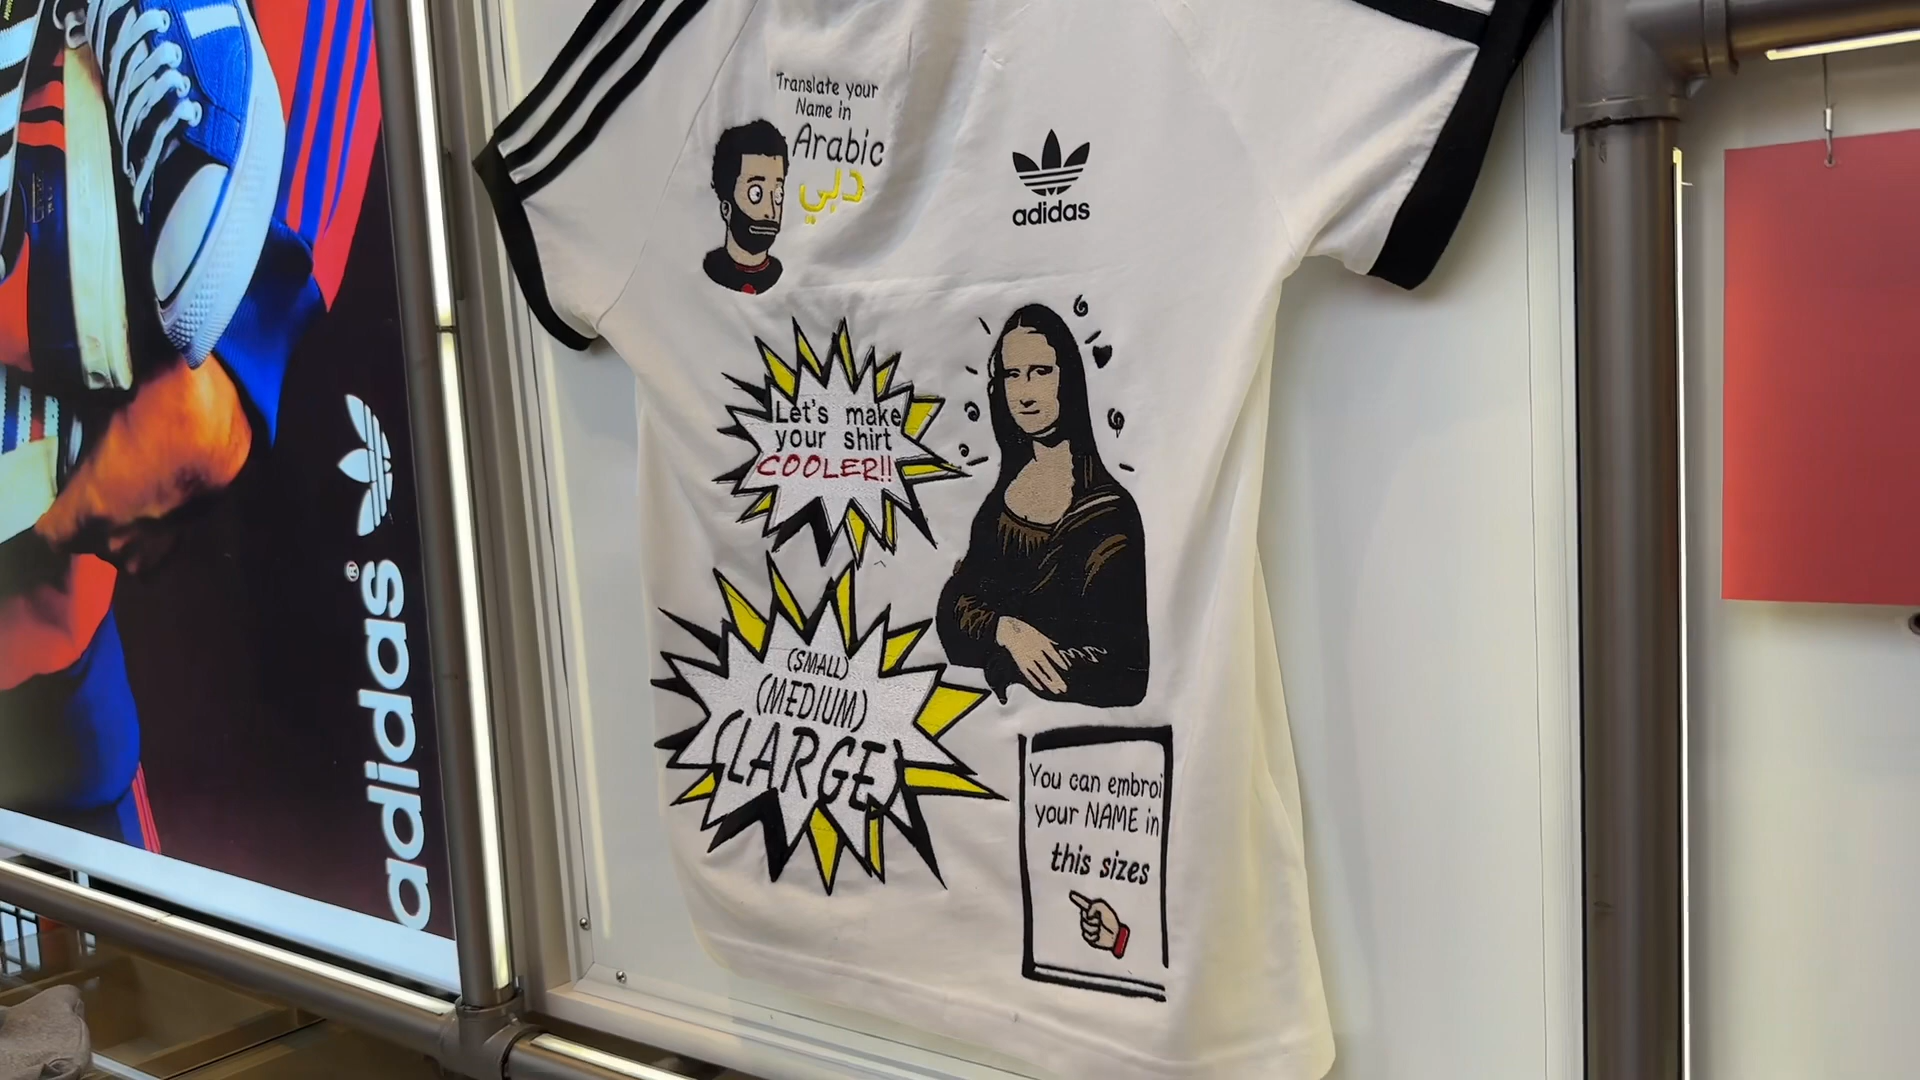 adidas
Translate your
Name in
Arabic
دبي
adidas
Let's make
your shirt
COOLER!!
(SMALL)
(MEDIUM)
(LARGE)
You can embroi
your NAME in
this sizes